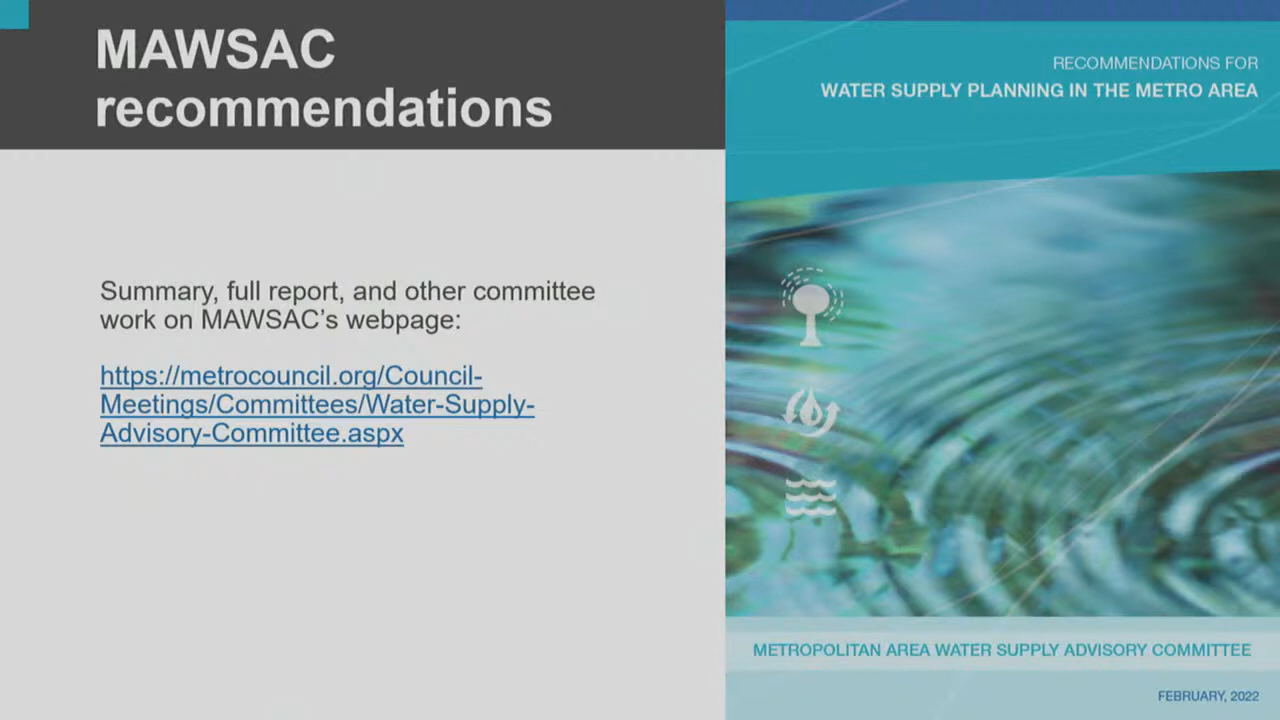 MAWSAC
recommendations
Summary, full report, and other committee
work on MAWSAC’s webpage:
https://metrocouncil.org/Council-
Meetings/Committees/Water-Supply-
Advisory-Committee.aspx
RECOMMENDATIONS FOR
WATER SUPPLY PLANNING IN THE METRO AREA
METROPOLITAN AREA WATER SUPPLY ADVISORY COMMITTEE
FEBRUARY, 2022